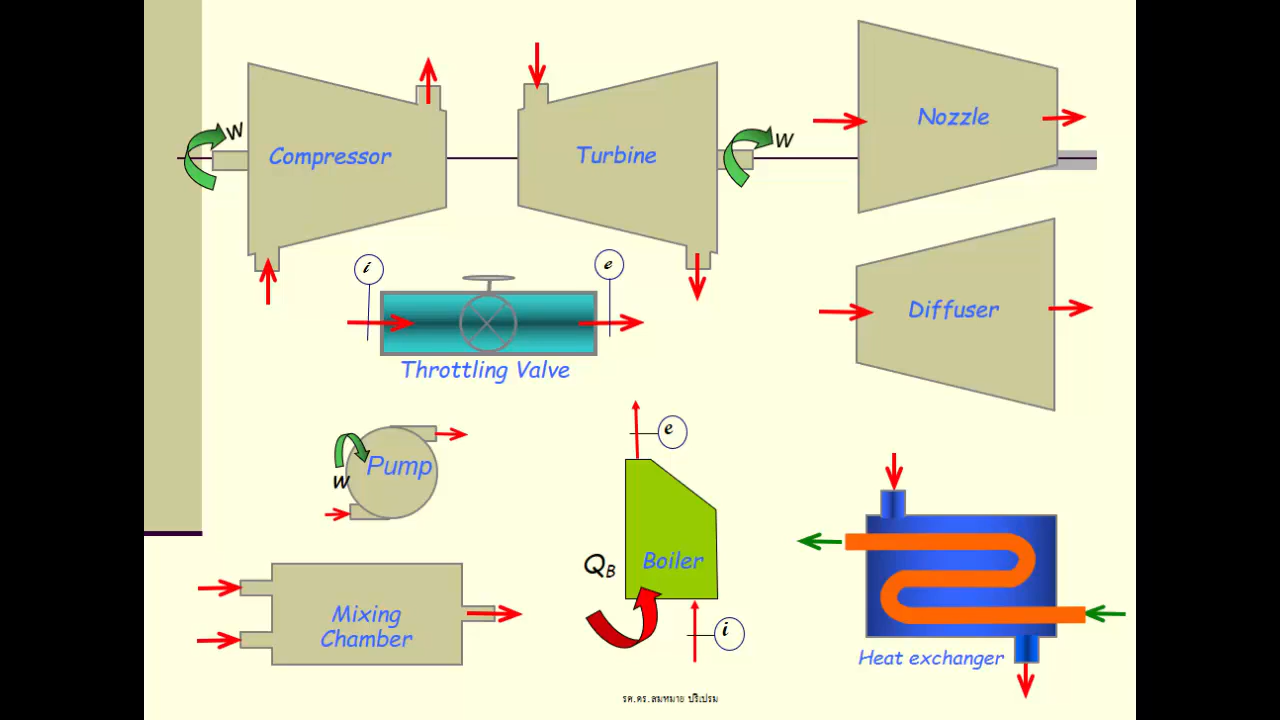 W
Compressor
Turbine
W
Nozzle
i
e
Throttling Valve
Diffuser
Pump
W
e
Boiler
QB
i
Mixing
Chamber
Heat exchanger
รศ.ดร.สมหมาย ปรีเปรม